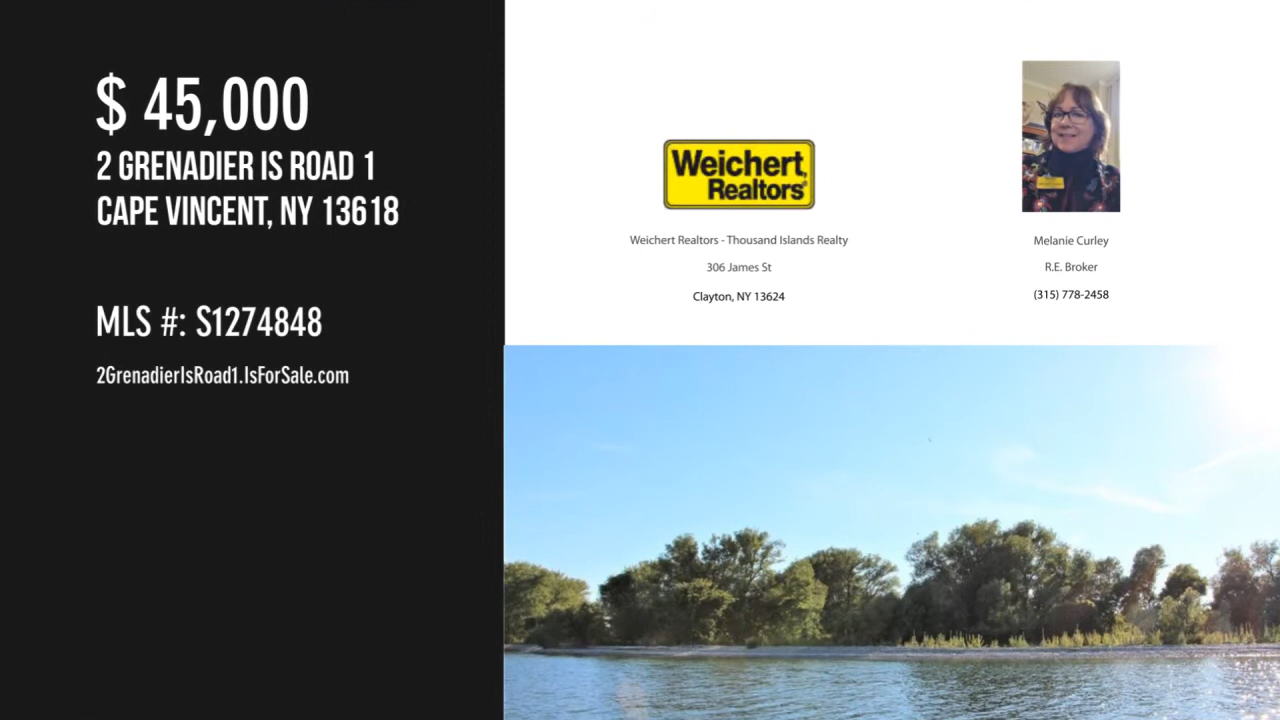 $ 45,000
2 GRENADIER IS ROAD 1
CAPE VINCENT, NY 13618
MLS #: S1274848
2GrenadierIsRoad1.IsForSale.com
Weichert,
Realtors®
Weichert Realtors - Thousand Islands Realty
306 James St
Clayton, NY 13624
Melanie Curley
R.E. Broker
(315) 778-2458